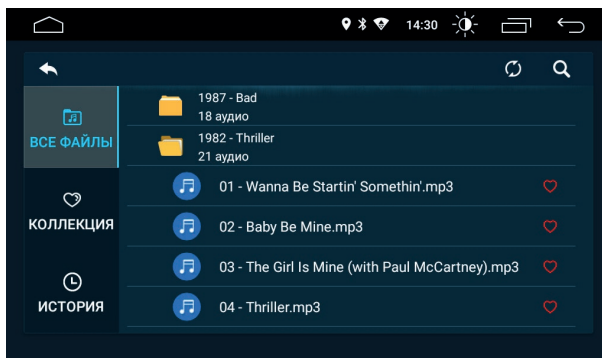 14:30
1987 - Bad
18 аудио
ВСЕ ФАЙЛЫ
1982 - Thriller
21 аудио
01 - Wanna Be Startin' Somethin'.mp3
КОЛЛЕКЦИЯ
02 - Baby Be Mine.mp3
03 - The Girl Is Mine (with Paul McCartney).mp3
ИСТОРИЯ
04 - Thriller.mp3